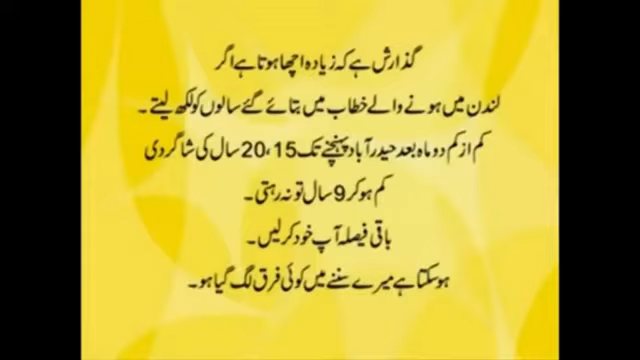 گذارش ہے کہ زیادہ اچھا ہوتا ہے اگر
لندن میں ہونے والے خطاب میں بتائے گئے سالوں کو لکھ لیتے ۔
کم از کم دو ماہ بعد حیدر آباد پہنچنے تک 15، 20 سال کی شاگردی
کم ہو کر 9 سال تو نہ رہتی ۔
باقی فیصلہ آپ خود کر لیں ۔
ہو سکتا ہے میرے سننے میں کوئی فرق لگ گیا ہو ۔